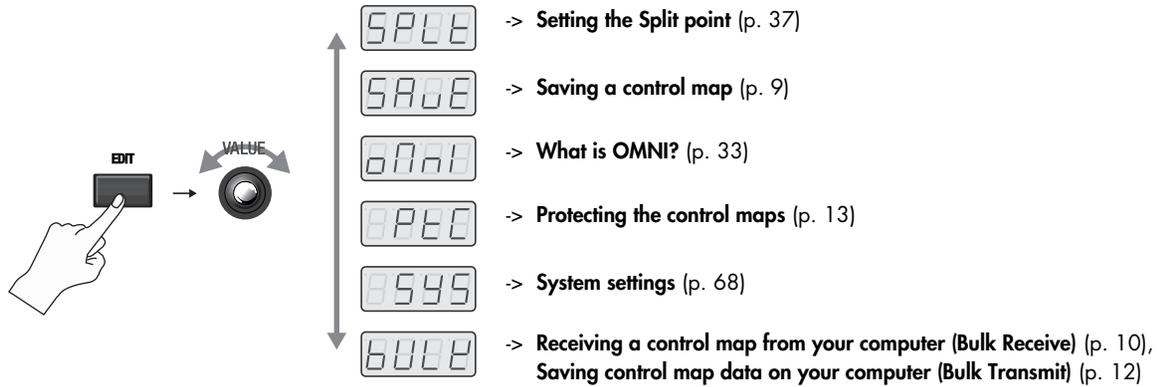 SPLt
-> Setting the Split point (p. 37)
SAvE
-> Saving a control map (p. 9)
EDIT
VALUE
oMnI
-> What is OMNI? (p. 33)
PtC
-> Protecting the control maps (p. 13)
SYS
-> System settings (p. 68)
bULK
-> Receiving a control map from your computer (Bulk Receive) (p. 10),
Saving control map data on your computer (Bulk Transmit) (p. 12)